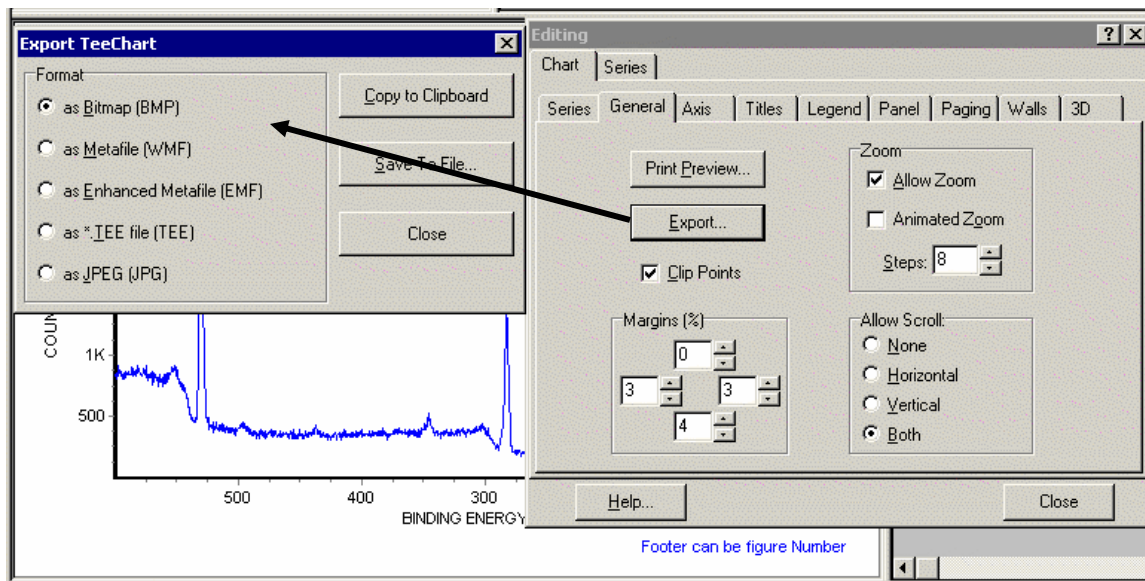 Export TeeChart
Format
as Bitmap (BMP)
as Metafile (WMF)
as Enhanced Metafile (EMF)
as *.TEE file (TEE)
as JPEG (JPG)
Copy to Clipboard
Save To File...
Close
Editing
Chart
Series
Series
General
Axis
Titles
Legend
Panel
Paging
Walls
3D
Print Preview...
Export...
Clip Points
Margins (%)
0
3
3
4
Zoom
Allow Zoom
Animated Zoom
Steps: 8
Allow Scroll:
None
Horizontal
Vertical
Both
Help...
Close
COUN
1K
500
500
400
300
BINDING ENERGY
Footer can be figure Number